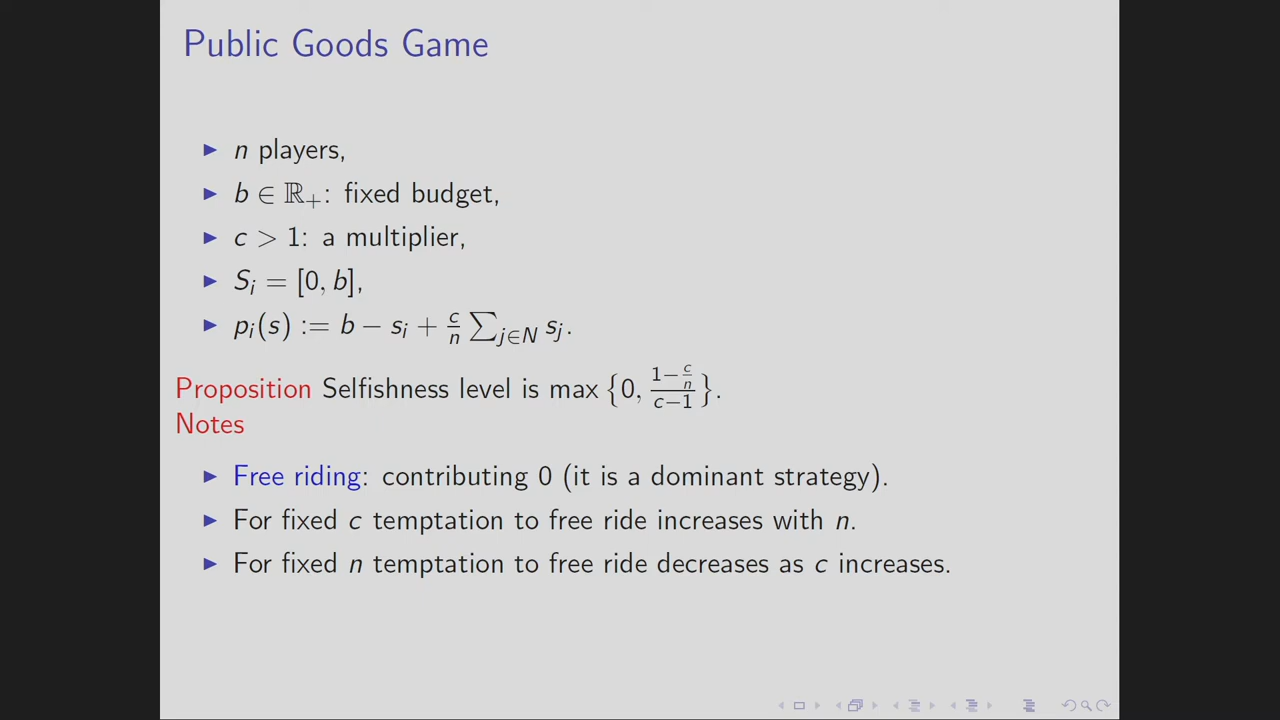 Public Goods Game
▶ n players,
▶ b ∈ ℝ₊: fixed budget,
▶ c > 1: a multiplier,
▶ Sᵢ = [0, b],
▶ pᵢ(s) := b − sᵢ + c/n ∑_{j∈N} sⱼ.
Proposition Selfishness level is max {0, (1−c/n)/(c−1)}.
Notes
▶ Free riding: contributing 0 (it is a dominant strategy).
▶ For fixed c temptation to free ride increases with n.
▶ For fixed n temptation to free ride decreases as c increases.